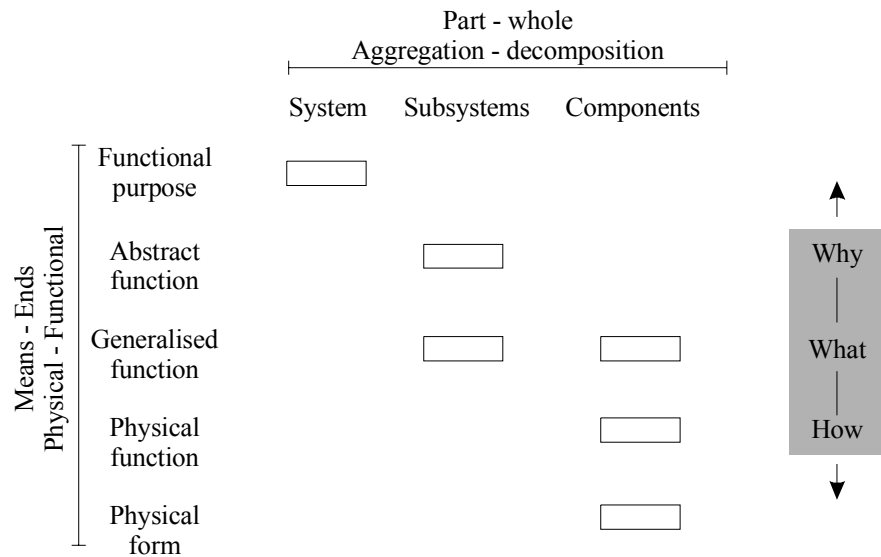 Part - whole
Aggregation - decomposition
System Subsystems Components
Means - Ends
Physical - Functional
Functional
purpose
Abstract
function
Generalised
function
Physical
function
Physical
form
Why
What
How